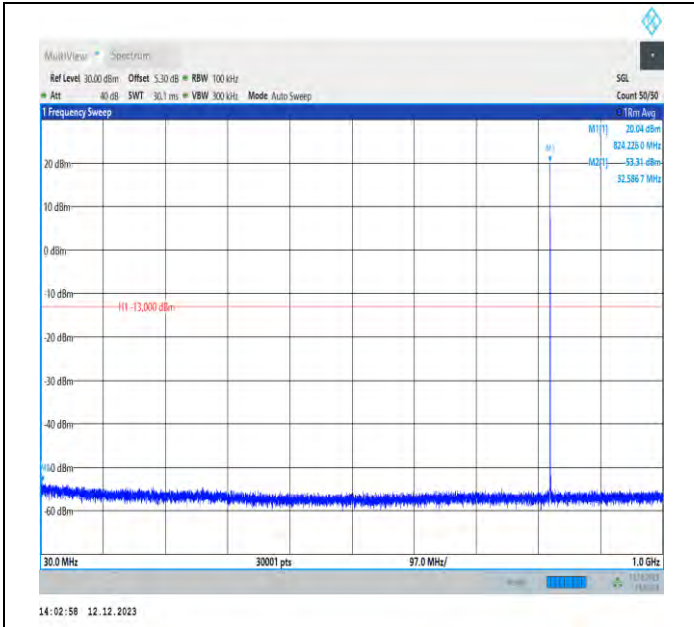 MultiView Spectrum
Ref Level 30.00 dBm Offset 5.30 dB RBW 100 kHz SGL
Att 40 dB SWT 30.1 ms VBW 300 kHz Mode Auto Sweep Count 50/50
1 Frequency Sweep 1Rm Avg
M1[1] 20.04 dBm
824.226 0 MHz
M2[1] -53.31 dBm
32.586 7 MHz
M1
20 dBm
10 dBm
0 dBm
-10 dBm
H1 -13,000 dBm
-20 dBm
-30 dBm
-40 dBm
-50 dBm
-60 dBm
30.0 MHz 30001 pts 97.0 MHz/ 1.0 GHz
14:02:58 12.12.2023